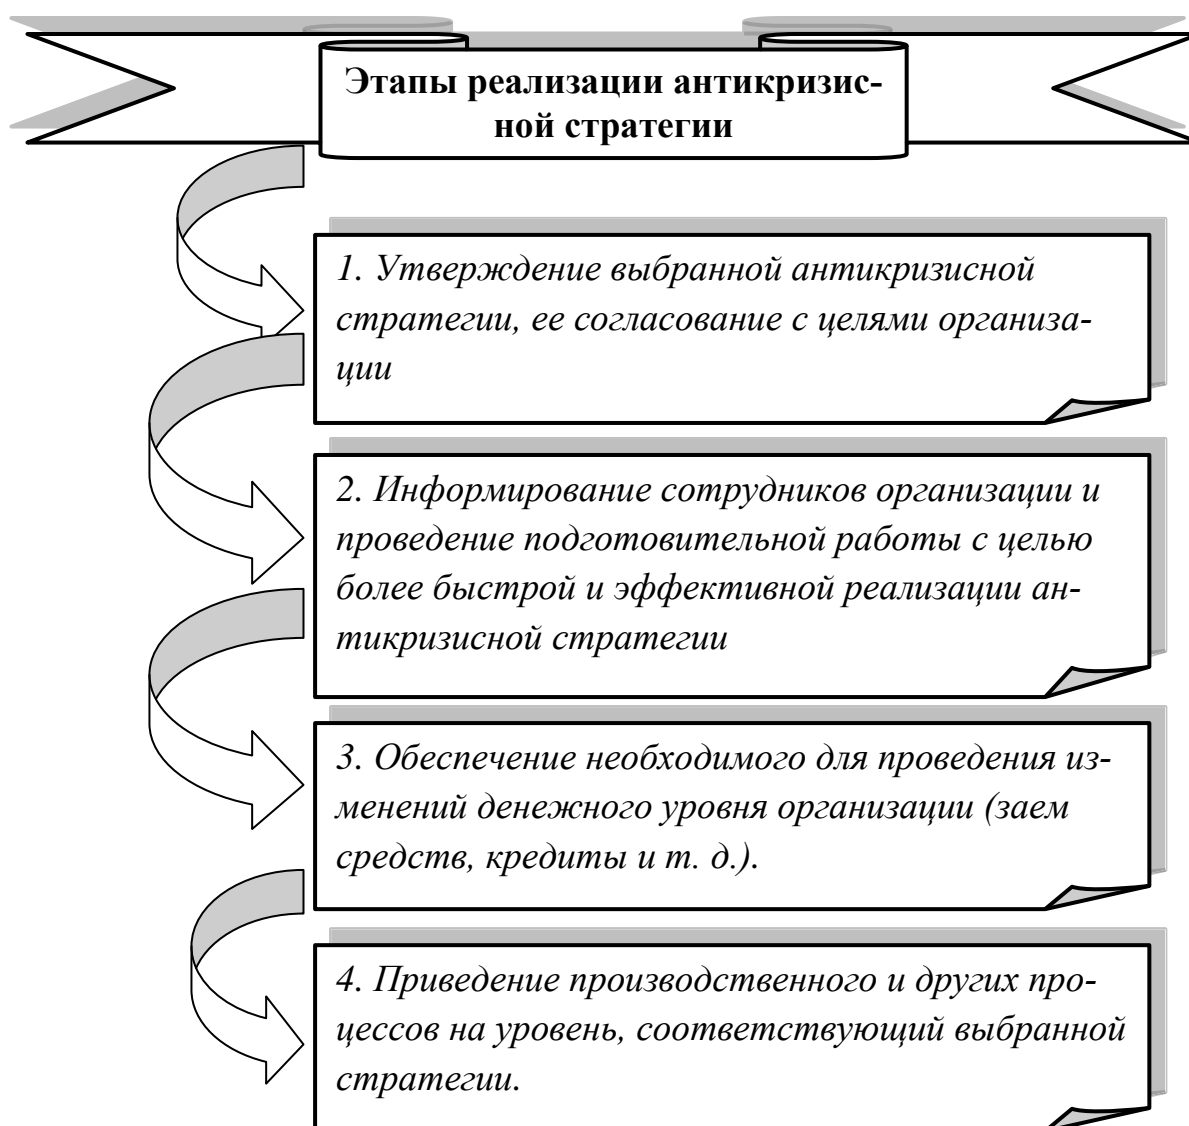 Этапы реализации антикризис-
ной стратегии
1. Утверждение выбранной антикризисной
стратегии, ее согласование с целями организа-
ции
2. Информирование сотрудников организации и
проведение подготовительной работы с целью
более быстрой и эффективной реализации ан-
тикризисной стратегии
3. Обеспечение необходимого для проведения из-
менений денежного уровня организации (заем
средств, кредиты и т. д.).
4. Приведение производственного и других про-
цессов на уровень, соответствующий выбранной
стратегии.